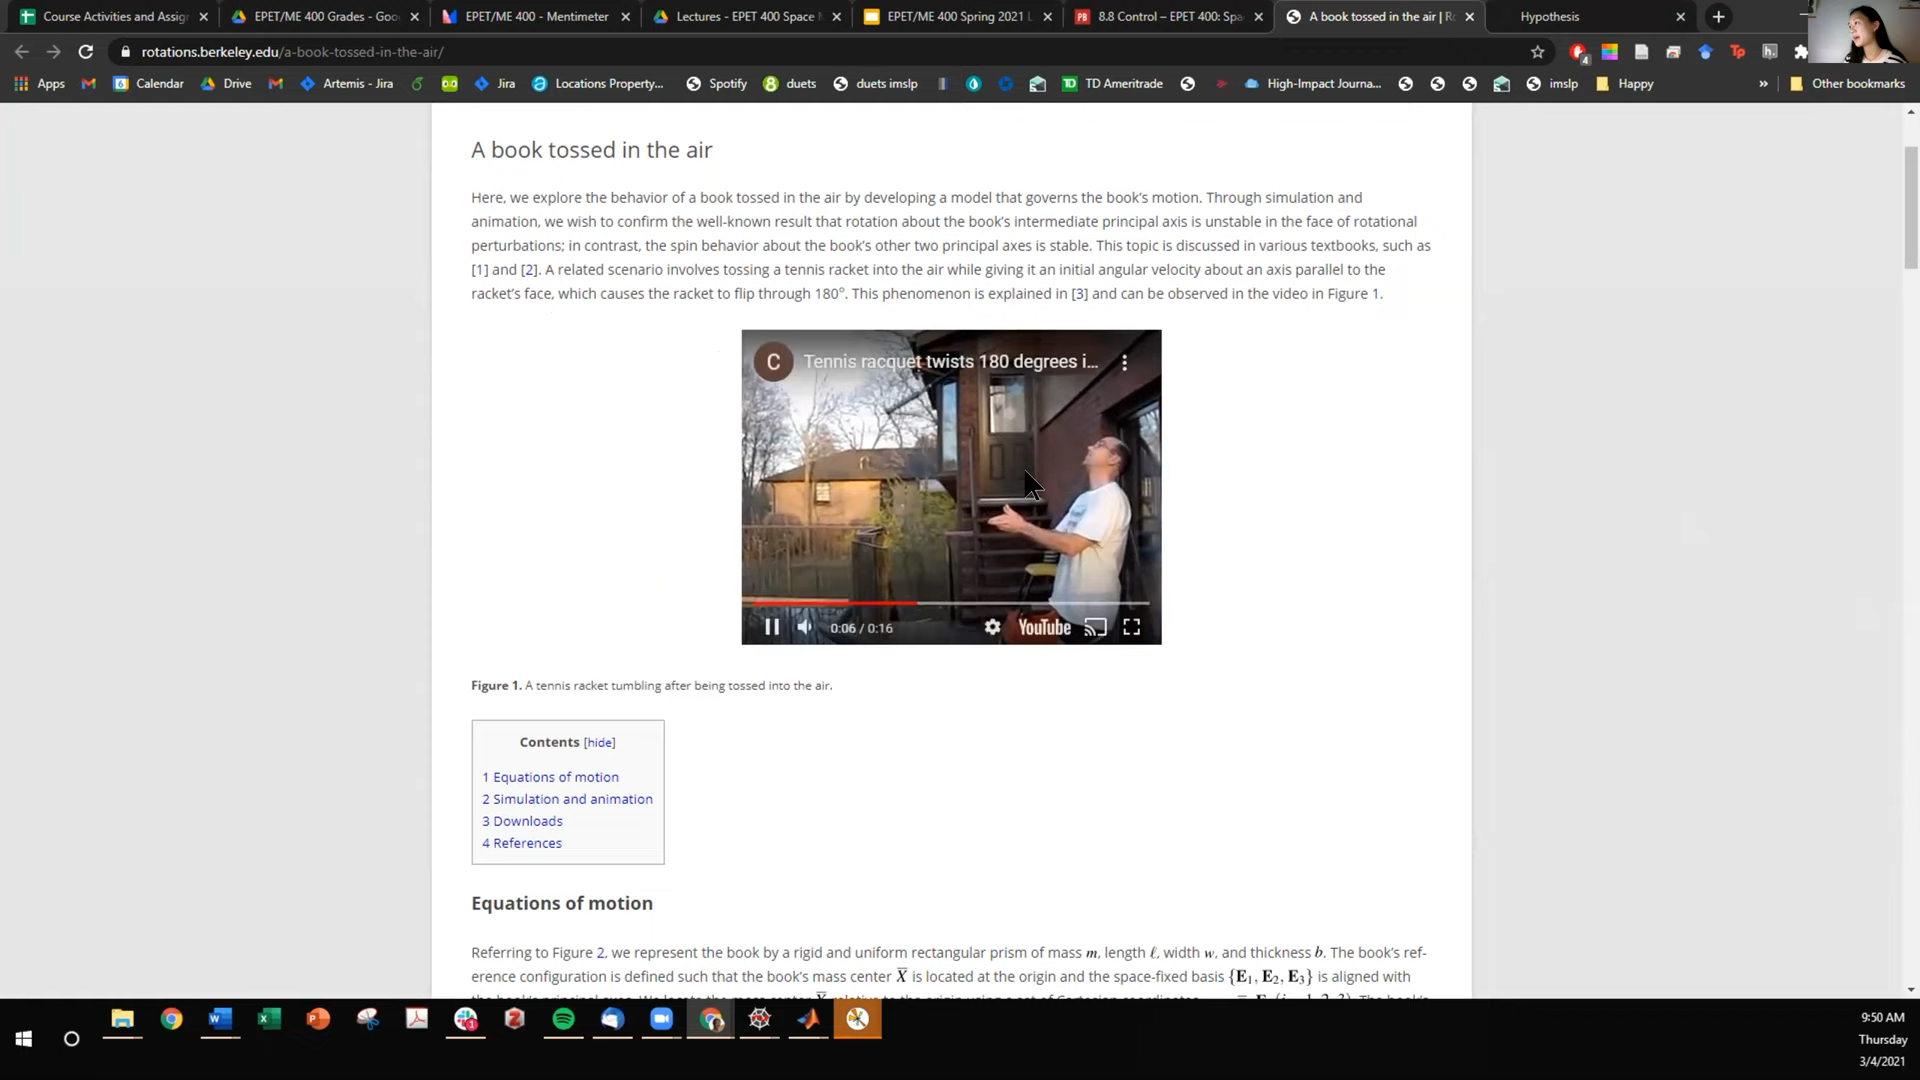 Course Activities and Assign
EPET/ME 400 Grades - Goo
EPET/ME 400 - Mentimeter
Lectures - EPET 400 Space
EPET/ME 400 Spring 2021 L
8.8 Control – EPET 400: Spa
A book tossed in the air | R
Hypothesis
rotations.berkeley.edu/a-book-tossed-in-the-air/
Apps
Calendar
Drive
Artemis - Jira
Jira
Locations Property...
Spotify
duets
duets imslp
TD Ameritrade
High-Impact Journa...
imslp
Happy
»
Other bookmarks
A book tossed in the air
Here, we explore the behavior of a book tossed in the air by developing a model that governs the book's motion. Through simulation and
animation, we wish to confirm the well-known result that rotation about the book's intermediate principal axis is unstable in the face of rotational
perturbations; in contrast, the spin behavior about the book's other two principal axes is stable. This topic is discussed in various textbooks, such as
[1] and [2]. A related scenario involves tossing a tennis racket into the air while giving it an initial angular velocity about an axis parallel to the
racket's face, which causes the racket to flip through 180°. This phenomenon is explained in [3] and can be observed in the video in Figure 1.
C Tennis racquet twists 180 degrees i...
0:06 / 0:16
YouTube
Figure 1. A tennis racket tumbling after being tossed into the air.
Contents [hide]
1 Equations of motion
2 Simulation and animation
3 Downloads
4 References
Equations of motion
Referring to Figure 2, we represent the book by a rigid and uniform rectangular prism of mass m, length ℓ, width w, and thickness b. The book's ref-
erence configuration is defined such that the book's mass center X̅ is located at the origin and the space-fixed basis {E₁, E₂, E₃} is aligned with
9:50 AM
Thursday
3/4/2021